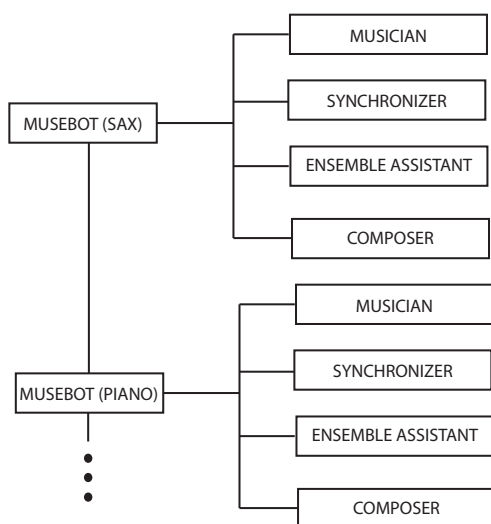 MUSICIAN
SYNCHRONIZER
MUSEBOT (SAX)
ENSEMBLE ASSISTANT
COMPOSER
MUSICIAN
SYNCHRONIZER
MUSEBOT (PIANO)
ENSEMBLE ASSISTANT
COMPOSER